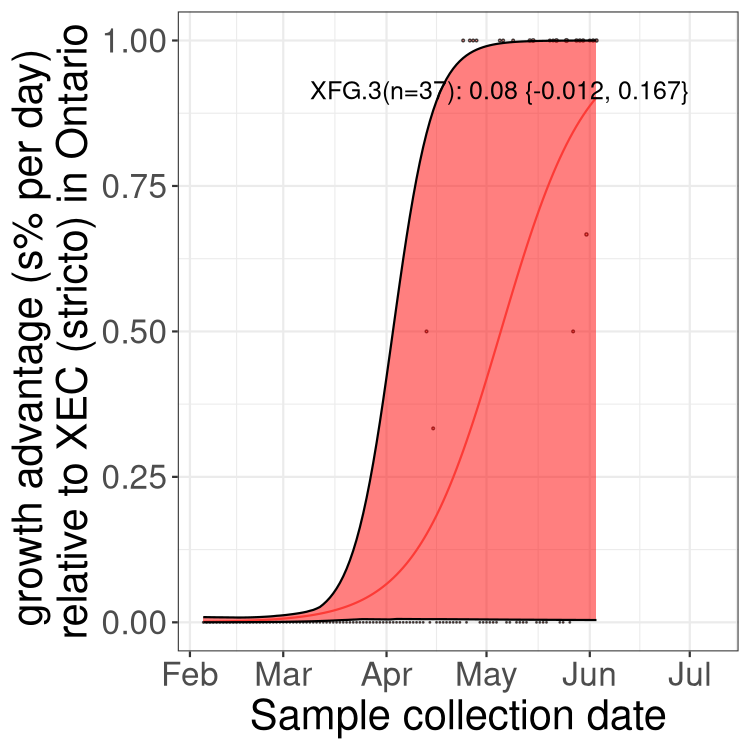 growth advantage (s% per day)
relative to XEC (stricto) in Ontario
1.00
0.75
0.50
0.25
0.00
XFG.3(n=37): 0.08 {-0.012, 0.167}
Feb Mar Apr May Jun Jul
Sample collection date